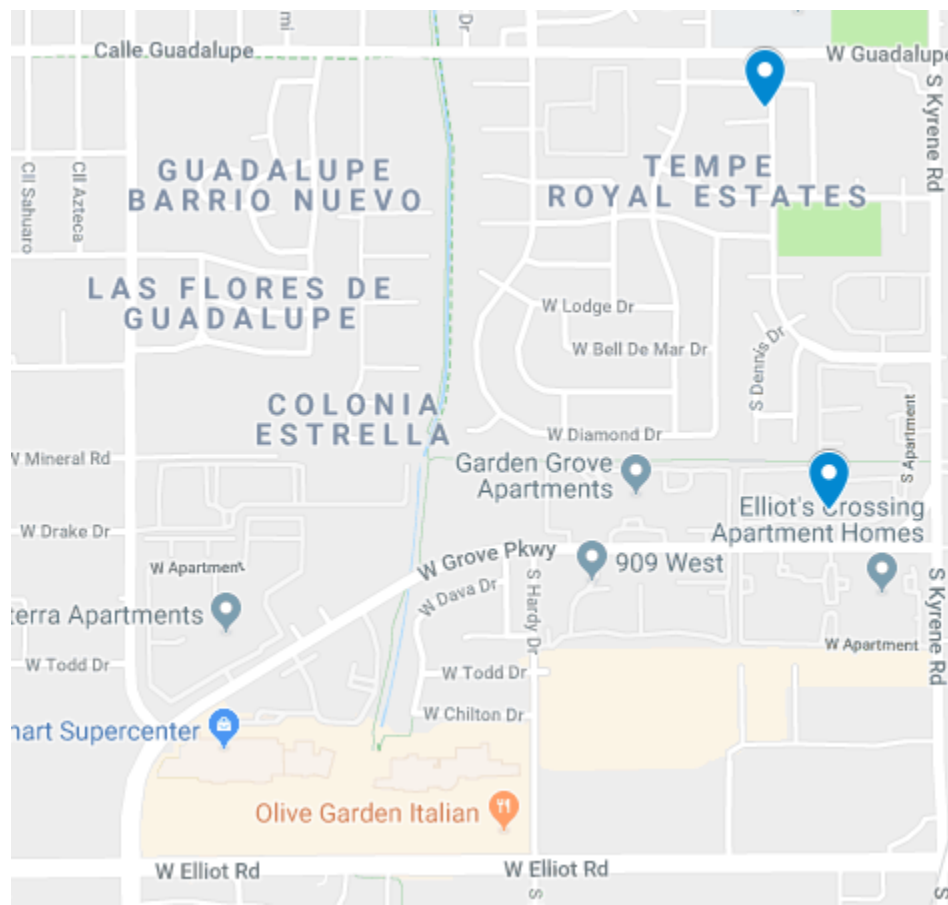 Calle Guadalupe
W Guadalupe
mi
Dr
S Kyrene Rd
Cll Sahuaro
Cll Azteca
GUADALUPE
BARRIO NUEVO
TEMPE
ROYAL ESTATES
LAS FLORES DE
GUADALUPE
W Lodge Dr
W Bell De Mar Dr
S Dennis Dr
COLONIA
ESTRELLA
W Diamond Dr
S Apartment
W Mineral Rd
Garden Grove
Apartments
Elliot's Crossing
Apartment Homes
W Drake Dr
W Grove Pkwy
W Apartment
909 West
W Dava Dr
S Hardy Dr
S Kyrene Rd
terra Apartments
W Apartment
W Todd Dr
W Todd Dr
W Chilton Dr
mart Supercenter
Olive Garden Italian
W Elliot Rd
W Elliot Rd
S
S